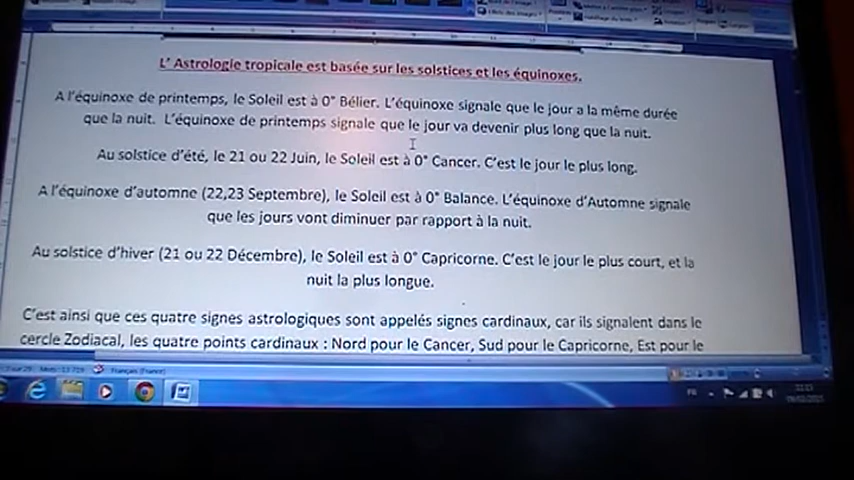 L' Astrologie tropicale est basée sur les solstices et les équinoxes.
A l'équinoxe de printemps, le Soleil est à 0° Bélier. L'équinoxe signale que le jour a la même durée
que la nuit. L'équinoxe de printemps signale que le jour va devenir plus long que la nuit.
Au solstice d'été, le 21 ou 22 Juin, le Soleil est à 0° Cancer. C'est le jour le plus long.
A l'équinoxe d'automne (22,23 Septembre), le Soleil est à 0° Balance. L'équinoxe d'Automne signale
que les jours vont diminuer par rapport à la nuit.
Au solstice d'hiver (21 ou 22 Décembre), le Soleil est à 0° Capricorne. C'est le jour le plus court, et la
nuit la plus longue.
C'est ainsi que ces quatre signes astrologiques sont appelés signes cardinaux, car ils signalent dans le
cercle Zodiacal, les quatre points cardinaux : Nord pour le Cancer, Sud pour le Capricorne, Est pour le
Français (France)
FR